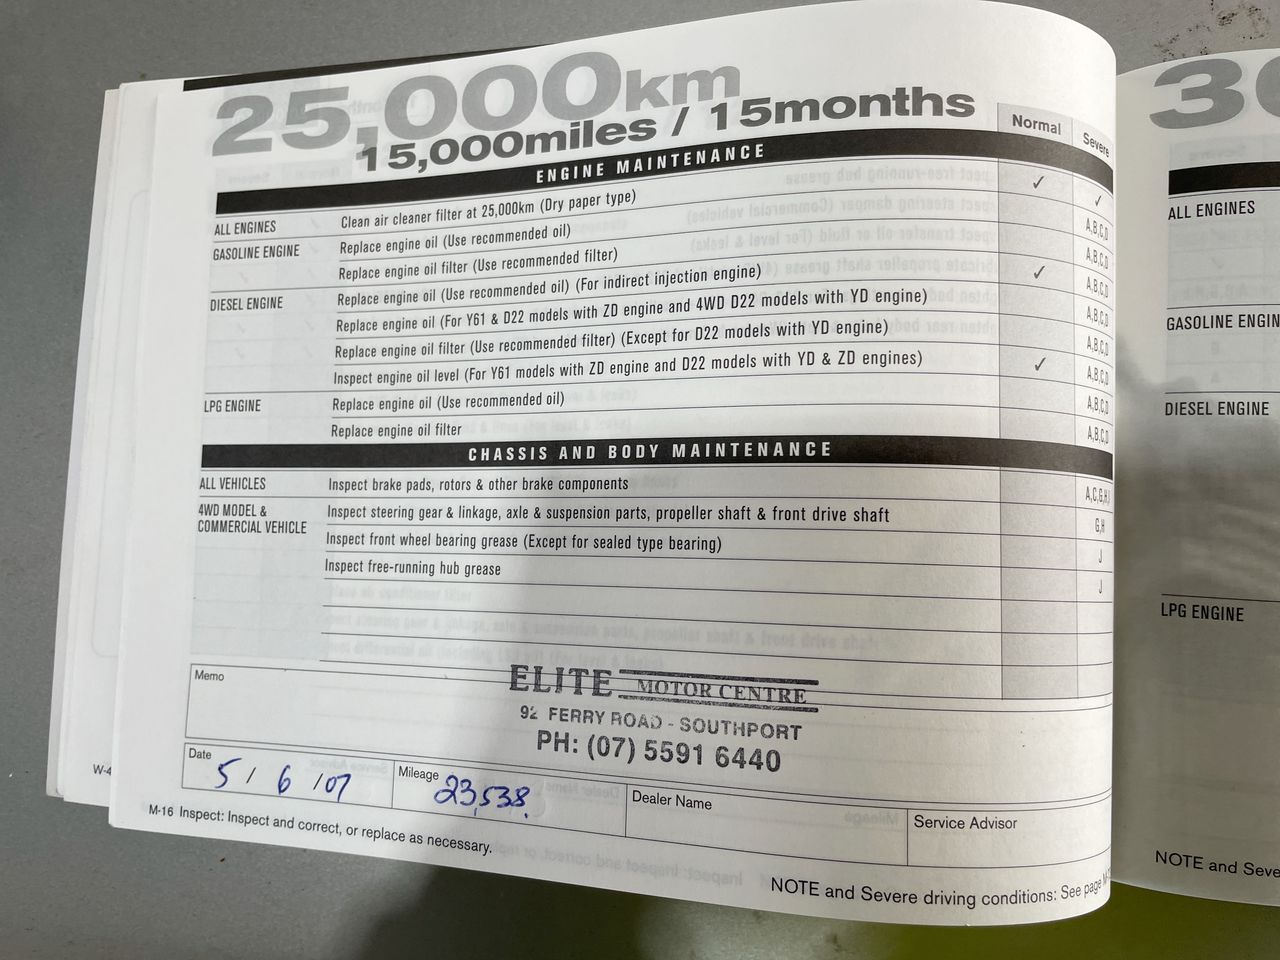 25,000km
15,000miles / 15months
Normal Severe
ENGINE MAINTENANCE
ALL ENGINES Clean air cleaner filter at 25,000km (Dry paper type) ✓ ✓
GASOLINE ENGINE Replace engine oil (Use recommended oil) A,B,C,D
Replace engine oil filter (Use recommended filter) A,B,C,D
DIESEL ENGINE Replace engine oil (Use recommended oil) (For indirect injection engine) ✓ A,B,C,D
Replace engine oil (For Y61 & D22 models with ZD engine and 4WD D22 models with YD engine) A,B,C,D
Replace engine oil filter (Use recommended filter) (Except for D22 models with YD engine) A,B,C,D
Inspect engine oil level (For Y61 models with ZD engine and D22 models with YD & ZD engines) ✓ A,B,C,D
LPG ENGINE Replace engine oil (Use recommended oil) A,B,C,D
Replace engine oil filter A,B,C,D
CHASSIS AND BODY MAINTENANCE
ALL VEHICLES Inspect brake pads, rotors & other brake components A,C,G,H,I
4WD MODEL & COMMERCIAL VEHICLE Inspect steering gear & linkage, axle & suspension parts, propeller shaft & front drive shaft G,H
Inspect front wheel bearing grease (Except for sealed type bearing) J
Inspect free-running hub grease J
Memo
ELITE MOTOR CENTRE
92 FERRY ROAD - SOUTHPORT
PH: (07) 5591 6440
Date 5 / 6 / 07 Mileage 23,538. Dealer Name Service Advisor
M-16 Inspect: Inspect and correct, or replace as necessary.
NOTE and Severe driving conditions: See page
W-4
ALL ENGINES
GASOLINE ENGIN
DIESEL ENGINE
LPG ENGINE
NOTE and Seve